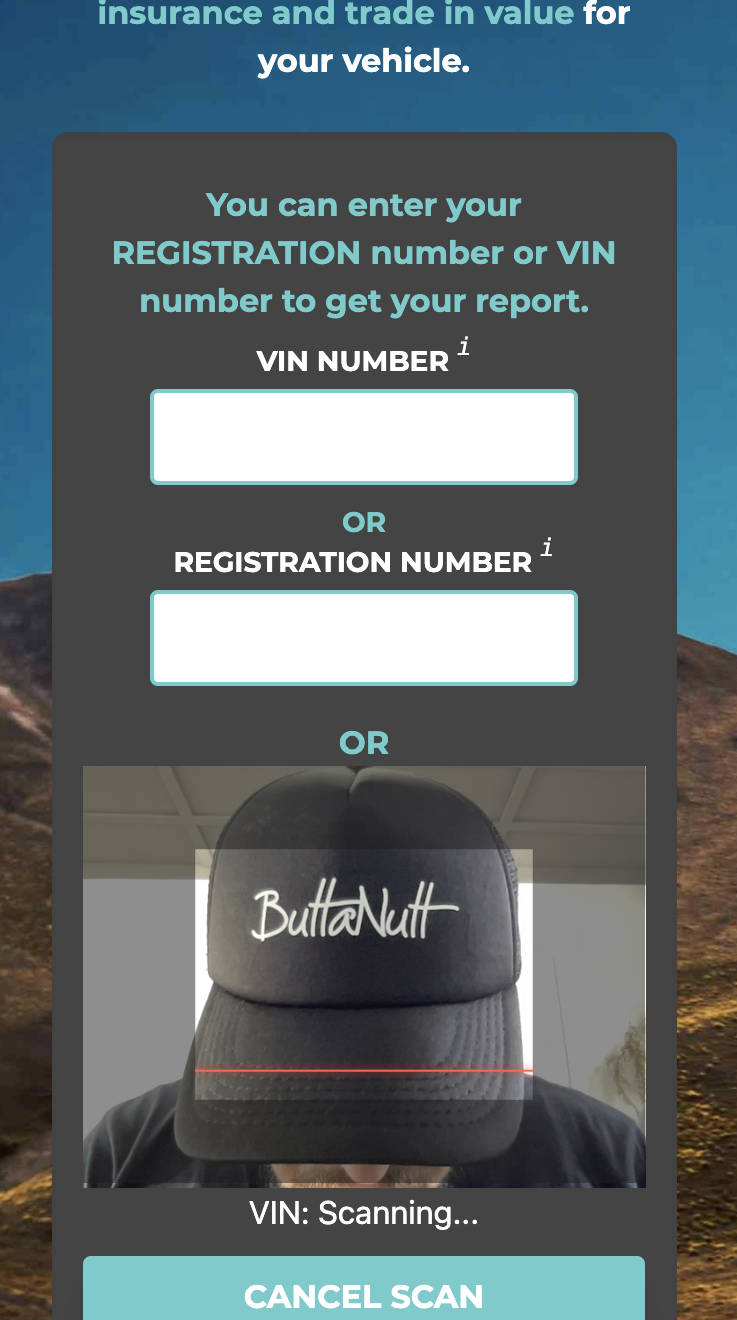 insurance and trade in value for
your vehicle.
You can enter your
REGISTRATION number or VIN
number to get your report.
VIN NUMBER i
OR
REGISTRATION NUMBER i
OR
ButtaNutt
VIN: Scanning...
CANCEL SCAN